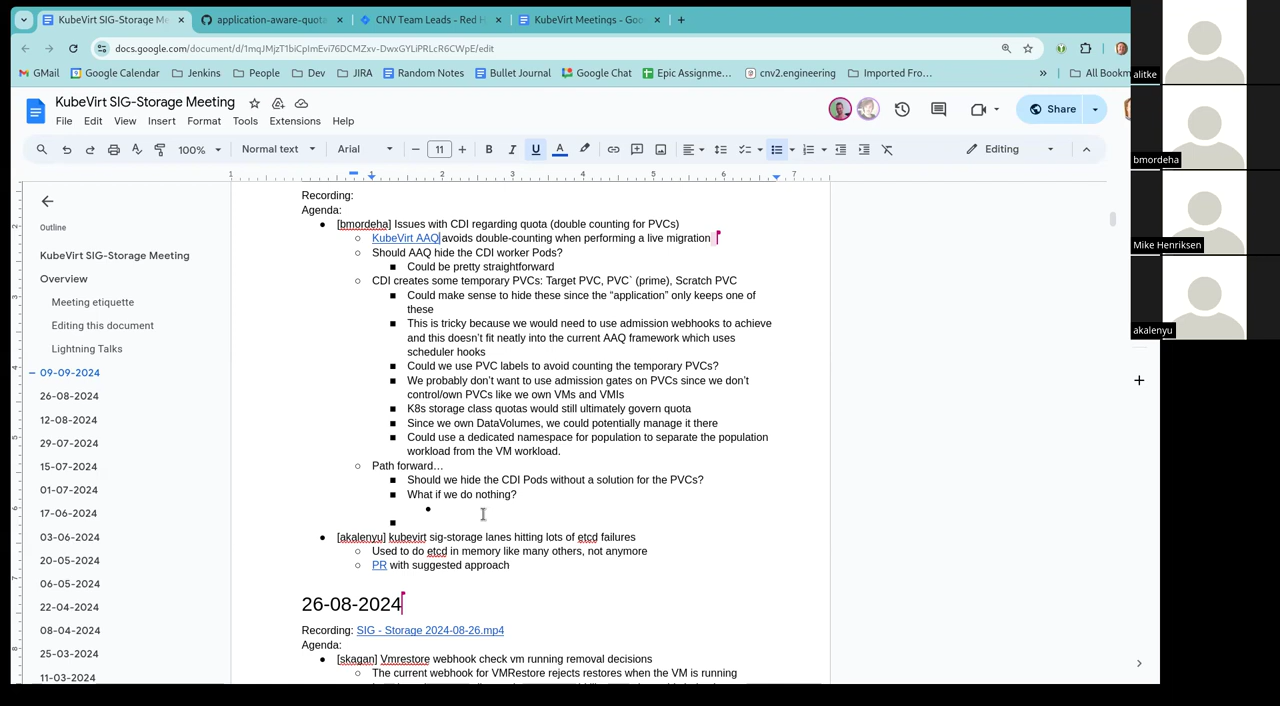 KubeVirt SIG-Storage Me
application-aware-quota
CNV Team Leads - Red H
KubeVirt Meetings - Goo
docs.google.com/document/d/1mqJMjzT1biCpImEvi76DCMZxv-DwxGYLiPRLcR6CWpE/edit
GMail
Google Calendar
Jenkins
People
Dev
JIRA
Random Notes
Bullet Journal
Google Chat
Epic Assignme...
cnv2.engineering
Imported Fro...
»
All Bookm
KubeVirt SIG-Storage Meeting
File Edit View Insert Format Tools Extensions Help
Share
100%
Normal text
Arial
11
Editing
1 1 2 3 4 5 6 7
Outline
KubeVirt SIG-Storage Meeting
Overview
Meeting etiquette
Editing this document
Lightning Talks
09-09-2024
26-08-2024
12-08-2024
29-07-2024
15-07-2024
01-07-2024
17-06-2024
03-06-2024
20-05-2024
06-05-2024
22-04-2024
08-04-2024
25-03-2024
11-03-2024
Recording:
Agenda:
[bmordeha] Issues with CDI regarding quota (double counting for PVCs)
KubeVirt AAQ avoids double-counting when performing a live migration
Should AAQ hide the CDI worker Pods?
Could be pretty straightforward
CDI creates some temporary PVCs: Target PVC, PVC` (prime), Scratch PVC
Could make sense to hide these since the “application” only keeps one of
these
This is tricky because we would need to use admission webhooks to achieve
and this doesn’t fit neatly into the current AAQ framework which uses
scheduler hooks
Could we use PVC labels to avoid counting the temporary PVCs?
We probably don’t want to use admission gates on PVCs since we don’t
control/own PVCs like we own VMs and VMIs
K8s storage class quotas would still ultimately govern quota
Since we own DataVolumes, we could potentially manage it there
Could use a dedicated namespace for population to separate the population
workload from the VM workload.
Path forward…
Should we hide the CDI Pods without a solution for the PVCs?
What if we do nothing?
[akalenyu] kubevirt sig-storage lanes hitting lots of etcd failures
Used to do etcd in memory like many others, not anymore
PR with suggested approach
26-08-2024
Recording: SIG - Storage 2024-08-26.mp4
Agenda:
[skagan] Vmrestore webhook check vm running removal decisions
The current webhook for VMRestore rejects restores when the VM is running
alitke
bmordeha
Mike Henriksen
akalenyu